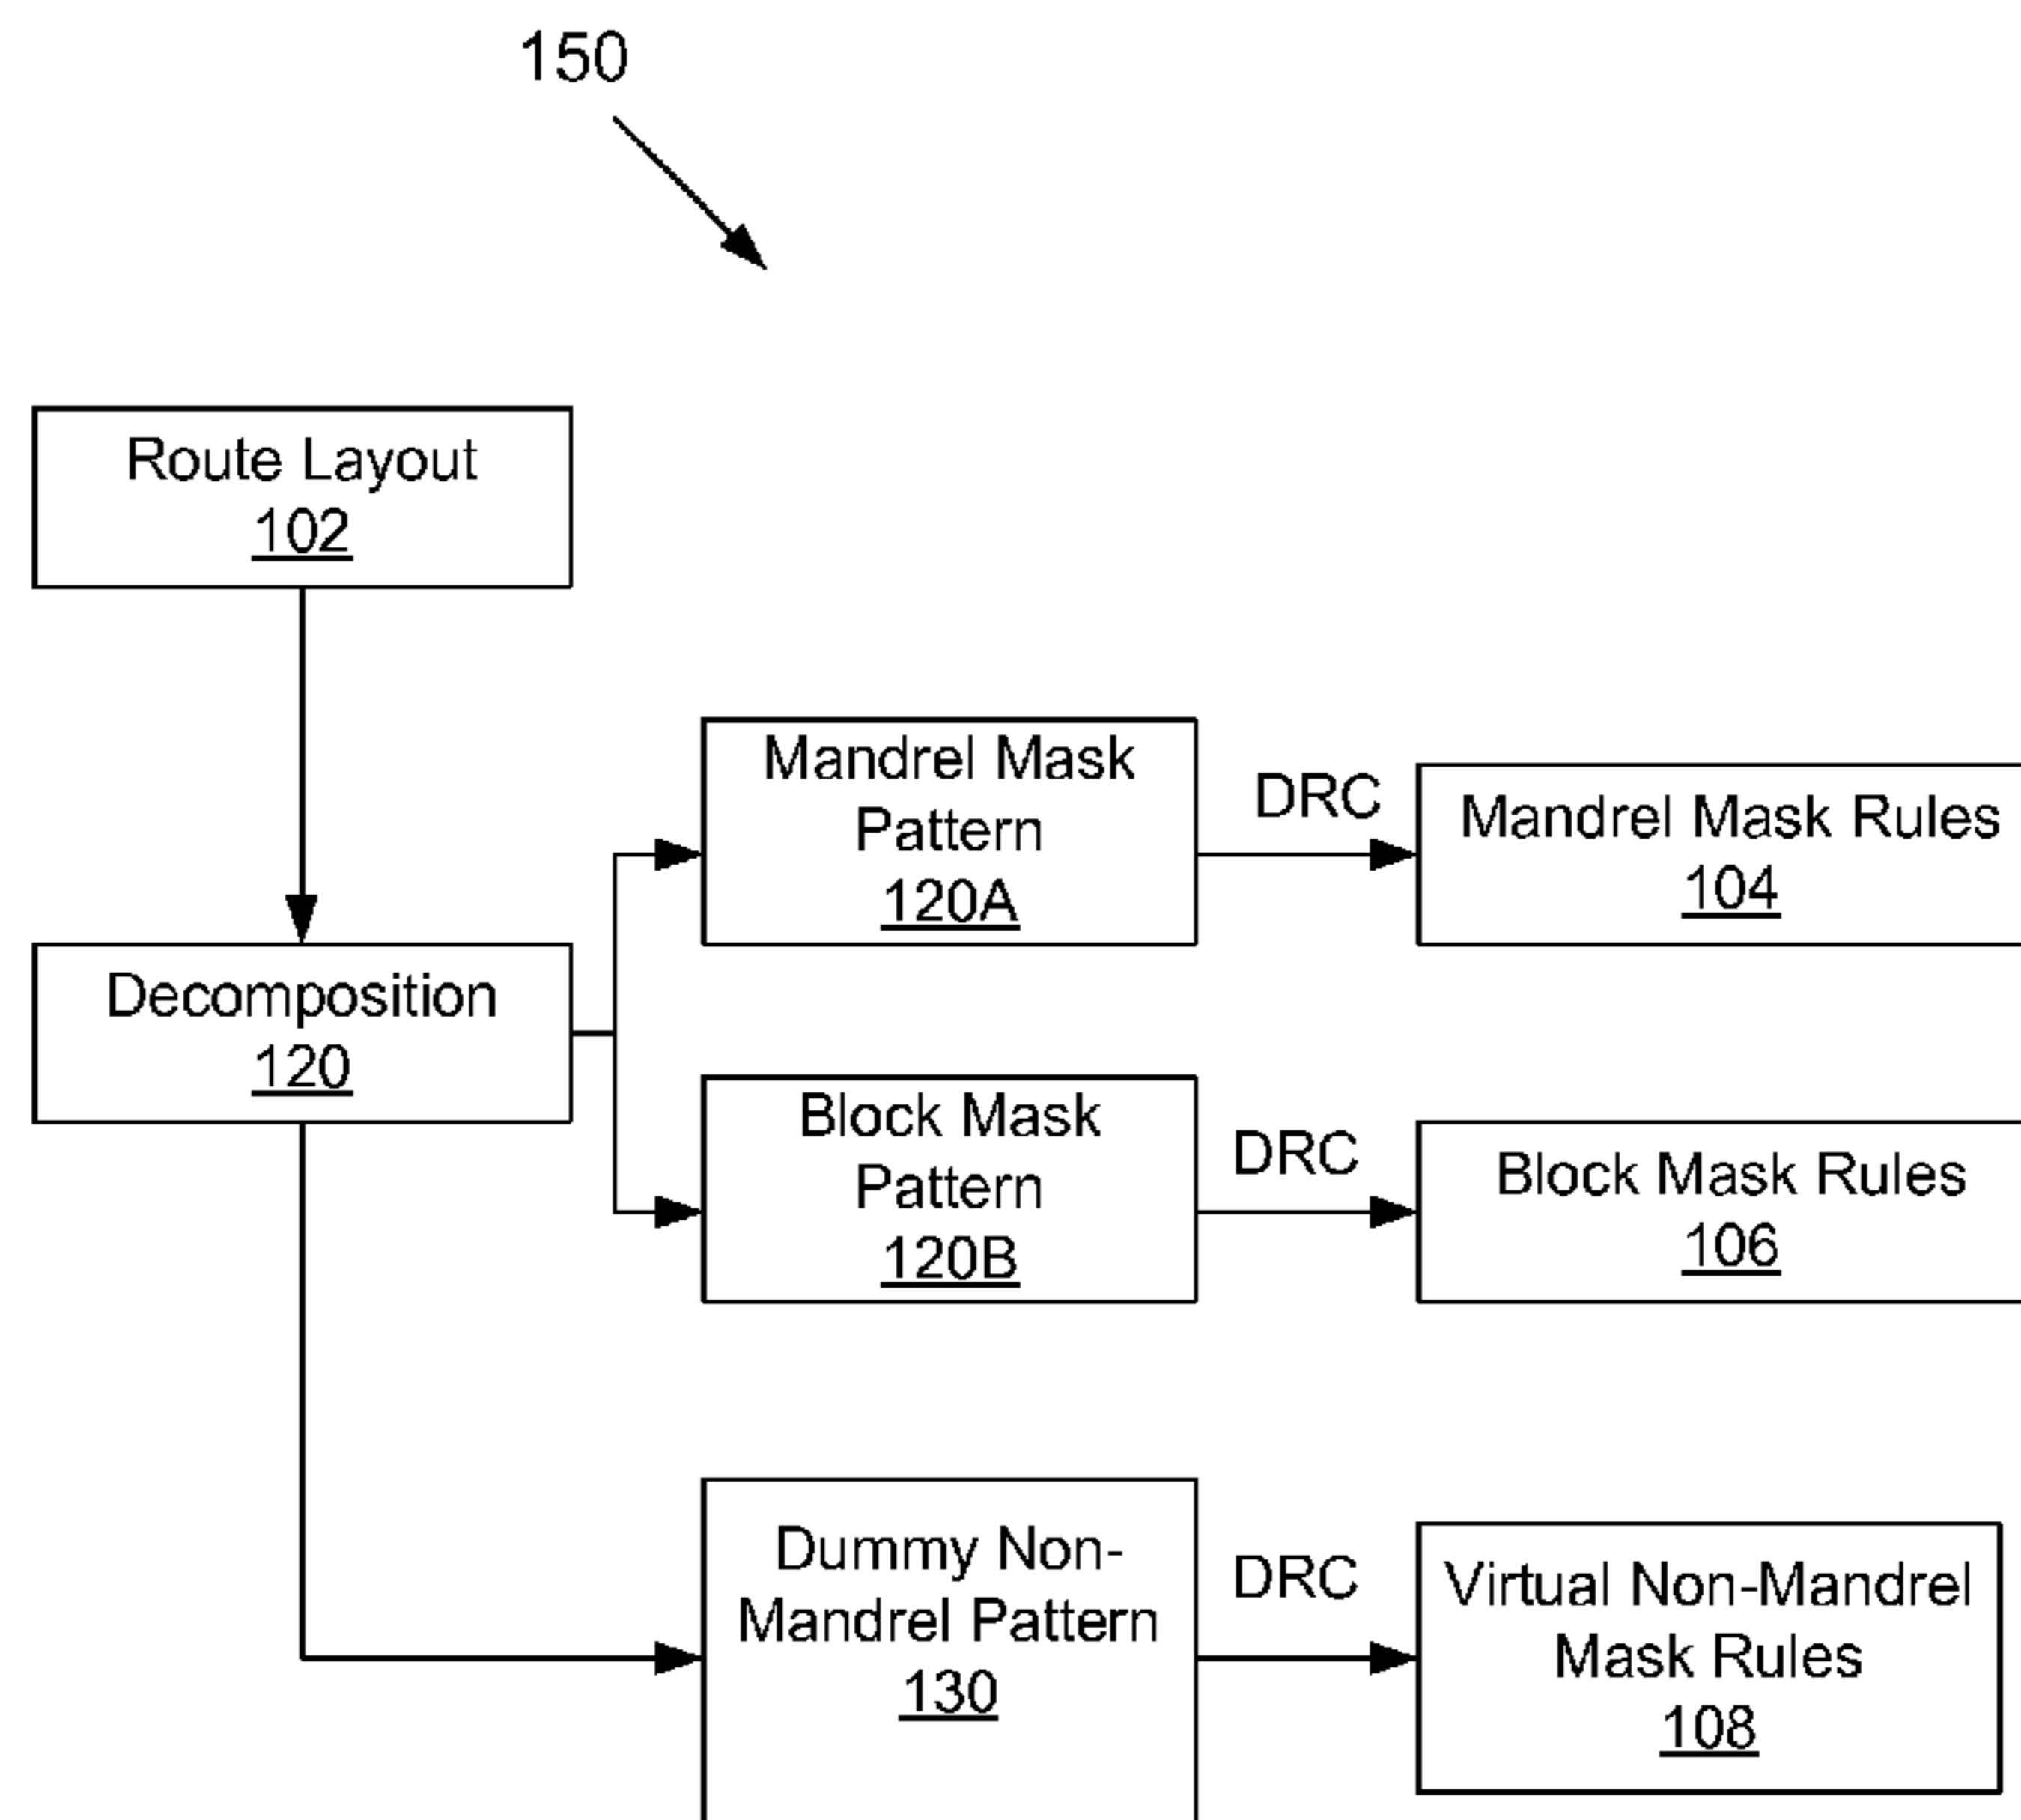 150
Route Layout
102
Decomposition
120
Mandrel Mask
Pattern
120A
DRC
Mandrel Mask Rules
104
Block Mask
Pattern
120B
DRC
Block Mask Rules
106
Dummy Non-
Mandrel Pattern
130
DRC
Virtual Non-Mandrel
Mask Rules
108